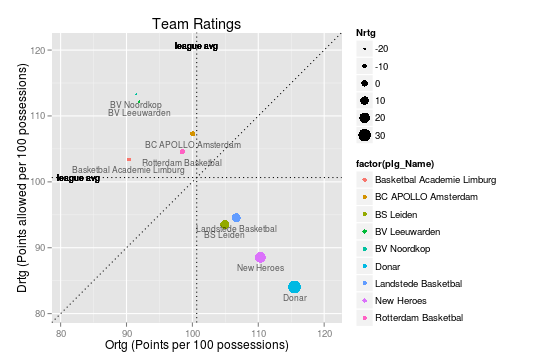 Team Ratings
Drtg (Points allowed per 100 possessions)
120
110
100
90
80
league avg
league avg
BV Noordkop
BV Leeuwarden
BC APOLLO Amsterdam
Rotterdam Basketbal
Basketbal Academie Limburg
Landstede Basketbal
BS Leiden
New Heroes
Donar
80
90
100
110
120
Ortg (Points per 100 possessions)
Nrtg
-20
-10
0
10
20
30
factor(plg_Name)
Basketbal Academie Limburg
BC APOLLO Amsterdam
BS Leiden
BV Leeuwarden
BV Noordkop
Donar
Landstede Basketbal
New Heroes
Rotterdam Basketbal